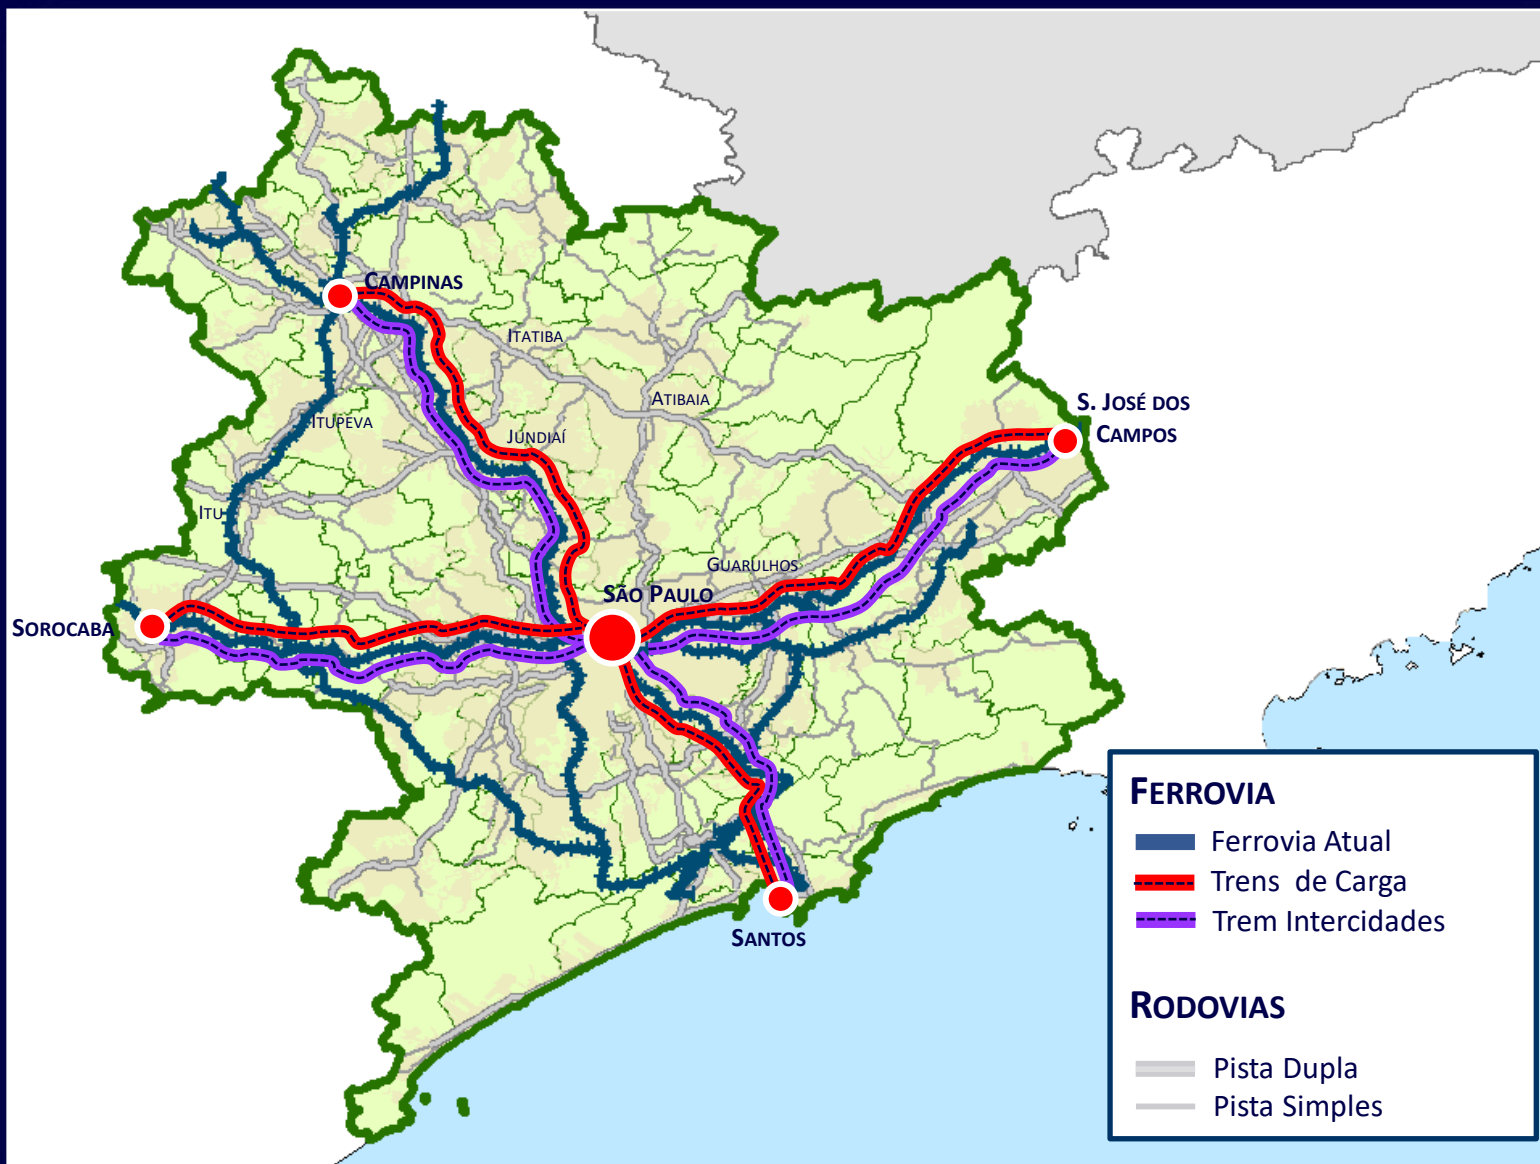 CAMPINAS
ITATIBA
ATIBAIA
S. JOSÉ DOS
CAMPOS
ITUPEVA
JUNDIAÍ
ITU
GUARULHOS
SÃO PAULO
SOROCABA
SANTOS
FERROVIA
Ferrovia Atual
Trens de Carga
Trem Intercidades
RODOVIAS
Pista Dupla
Pista Simples